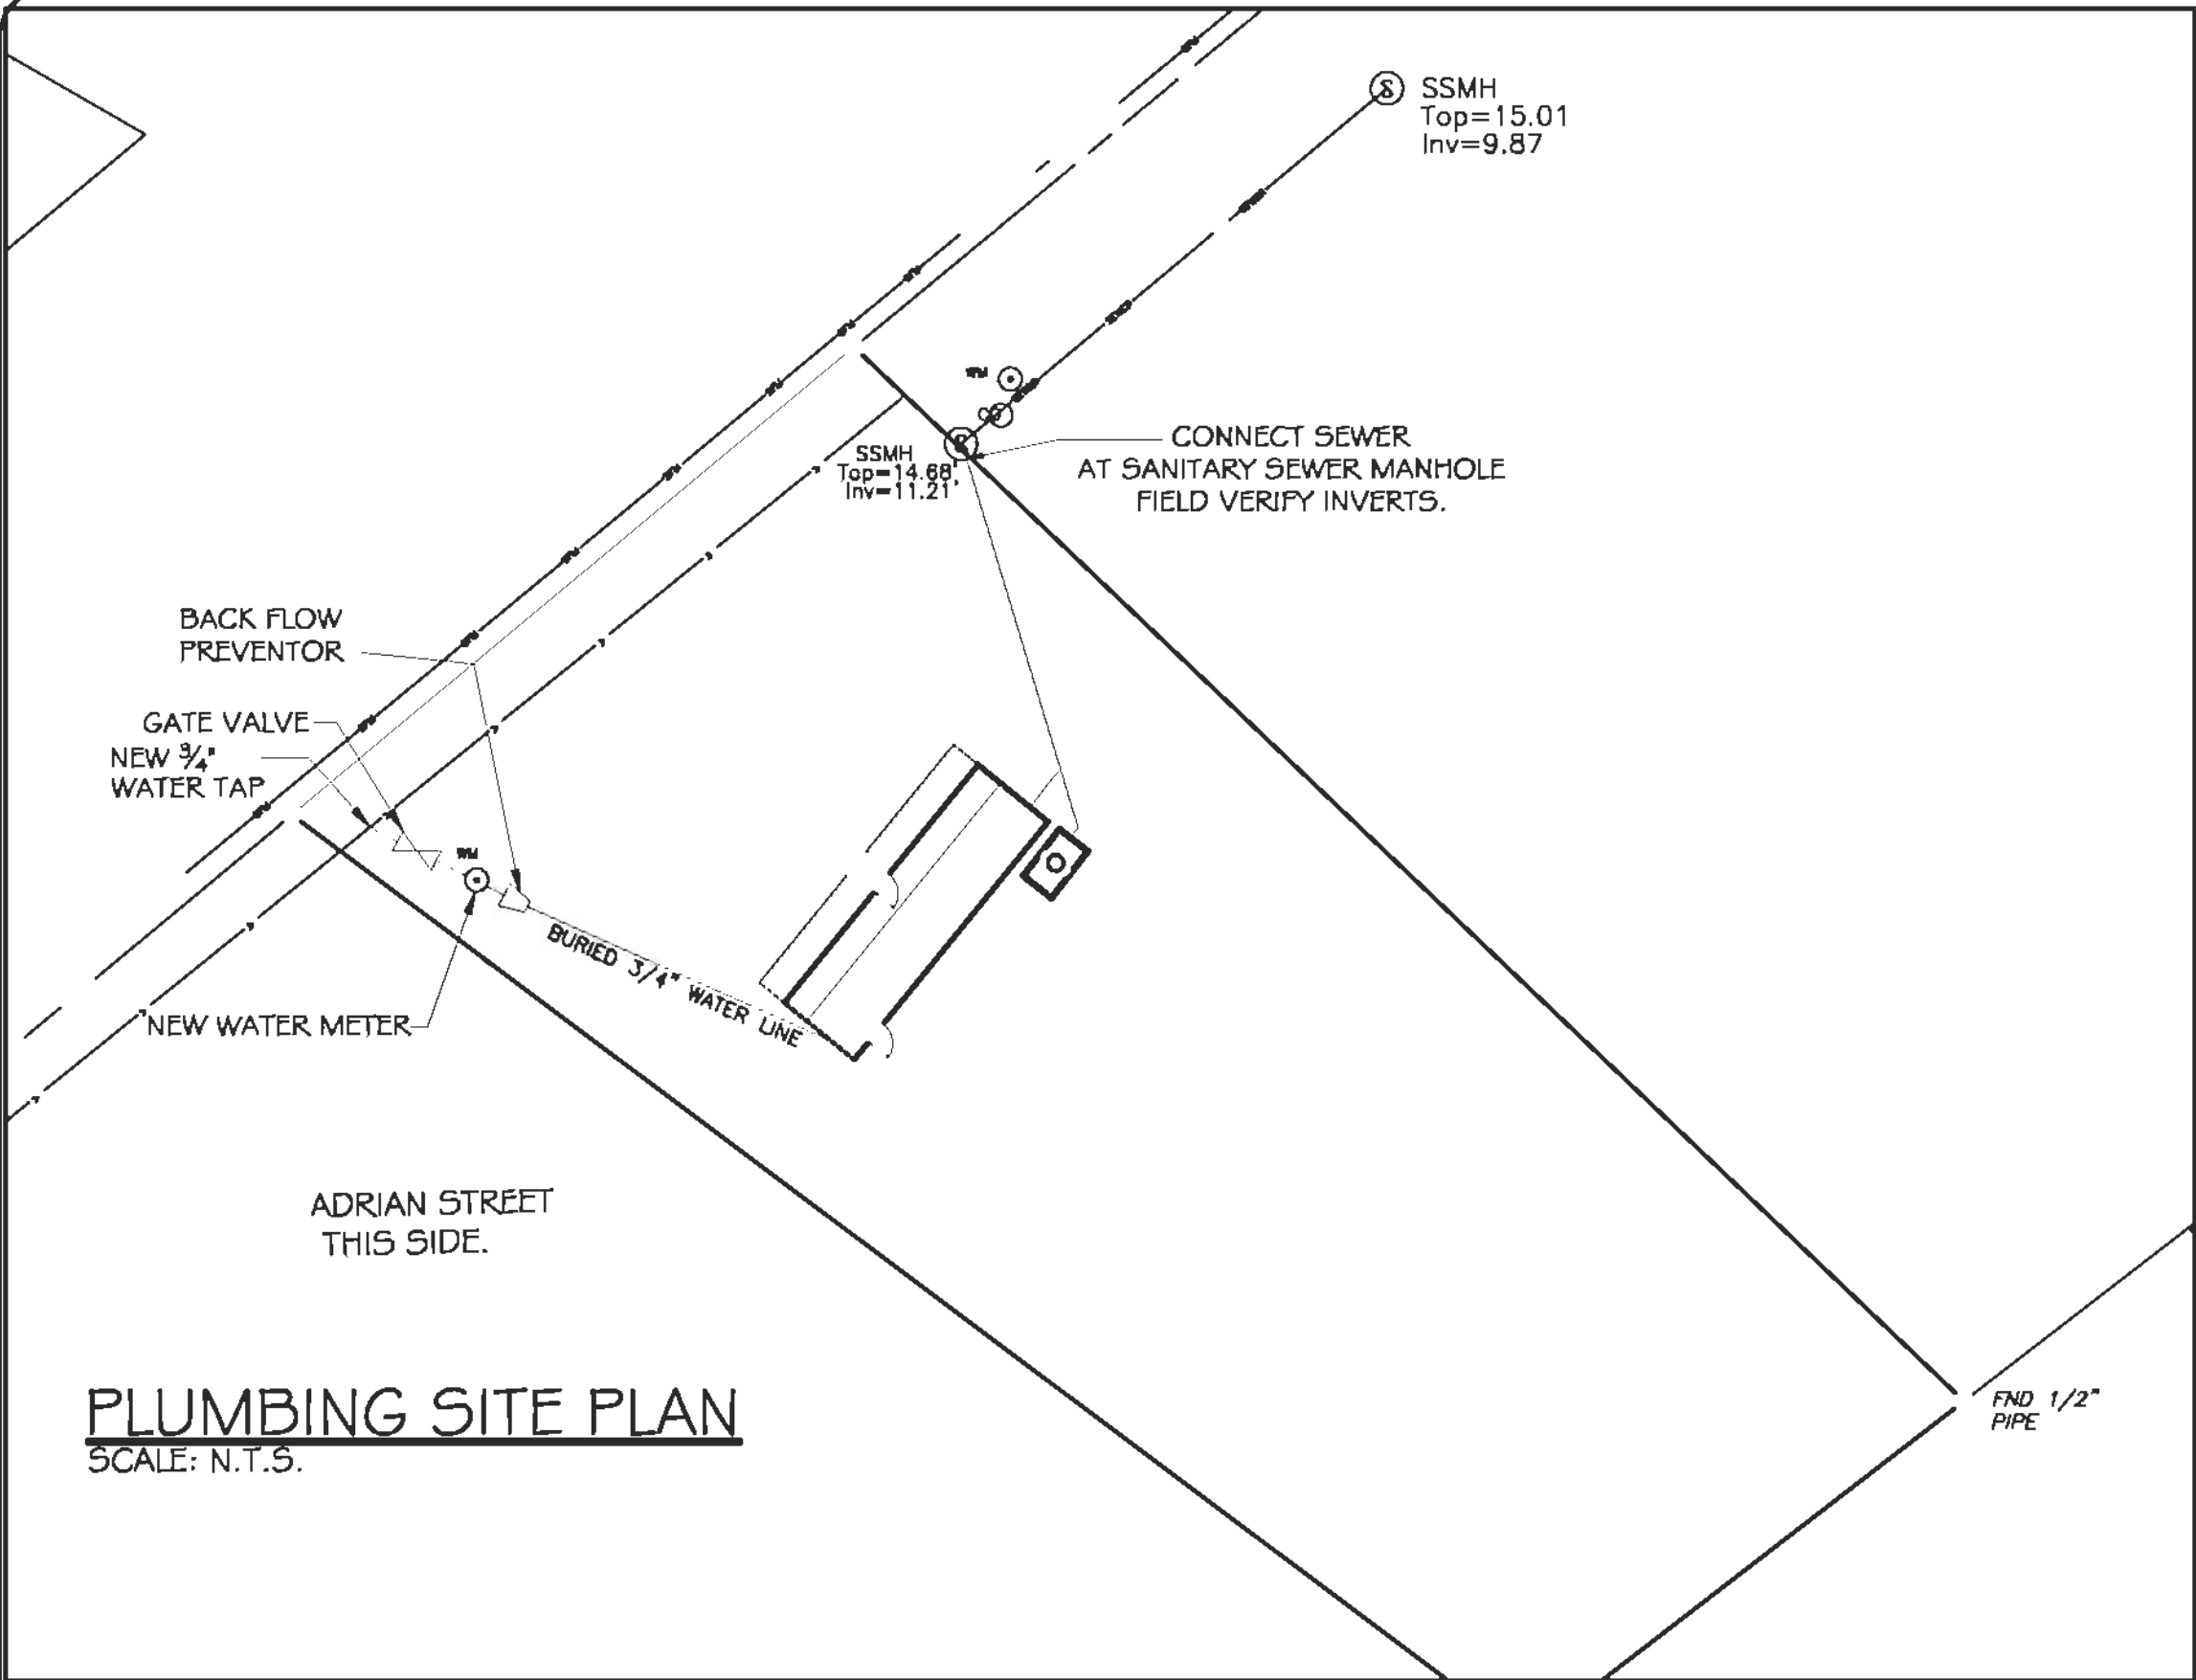 SSMH
Top=15.01
Inv=9.87
WM
CONNECT SEWER
AT SANITARY SEWER MANHOLE
FIELD VERIFY INVERTS.
SSMH
Top=14.68'
Inv=11.21'
BACK FLOW
PREVENTOR
GATE VALVE
NEW 3/4"
WATER TAP
WM
BURIED 3/4" WATER LINE
NEW WATER METER
ADRIAN STREET
THIS SIDE.
PLUMBING SITE PLAN
SCALE: N.T.S.
FND 1/2"
PIPE